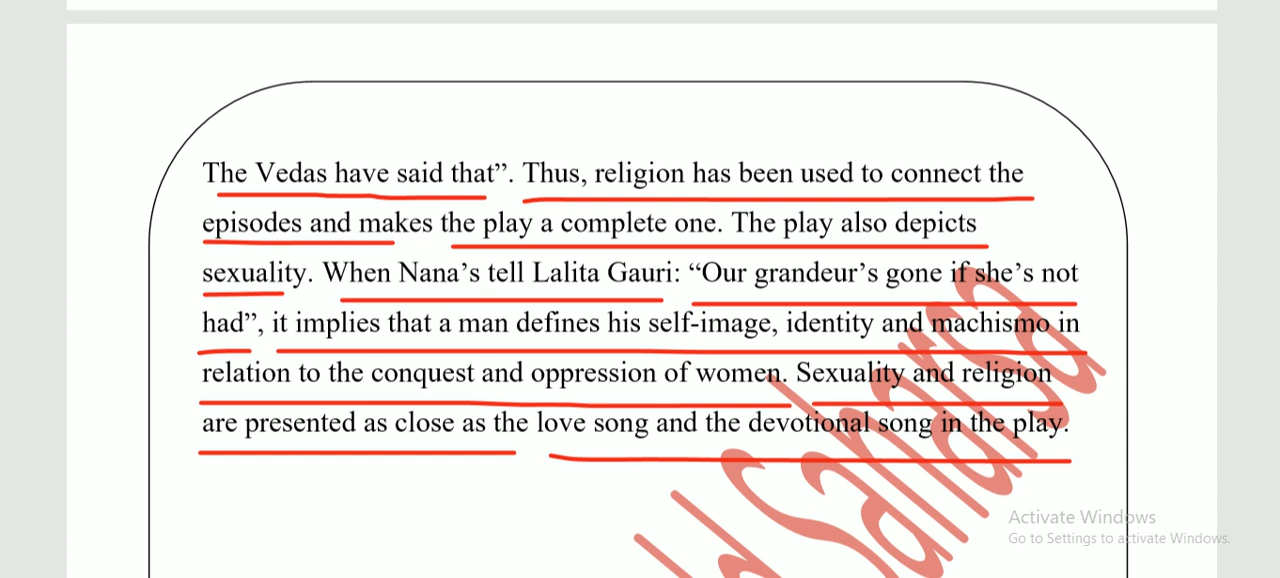 The Vedas have said that”. Thus, religion has been used to connect the
episodes and makes the play a complete one. The play also depicts
sexuality. When Nana’s tell Lalita Gauri: “Our grandeur’s gone if she’s not
had”, it implies that a man defines his self-image, identity and machismo in
relation to the conquest and oppression of women. Sexuality and religion
are presented as close as the love song and the devotional song in the play.
Activate Windows
Go to Settings to activate Windows.